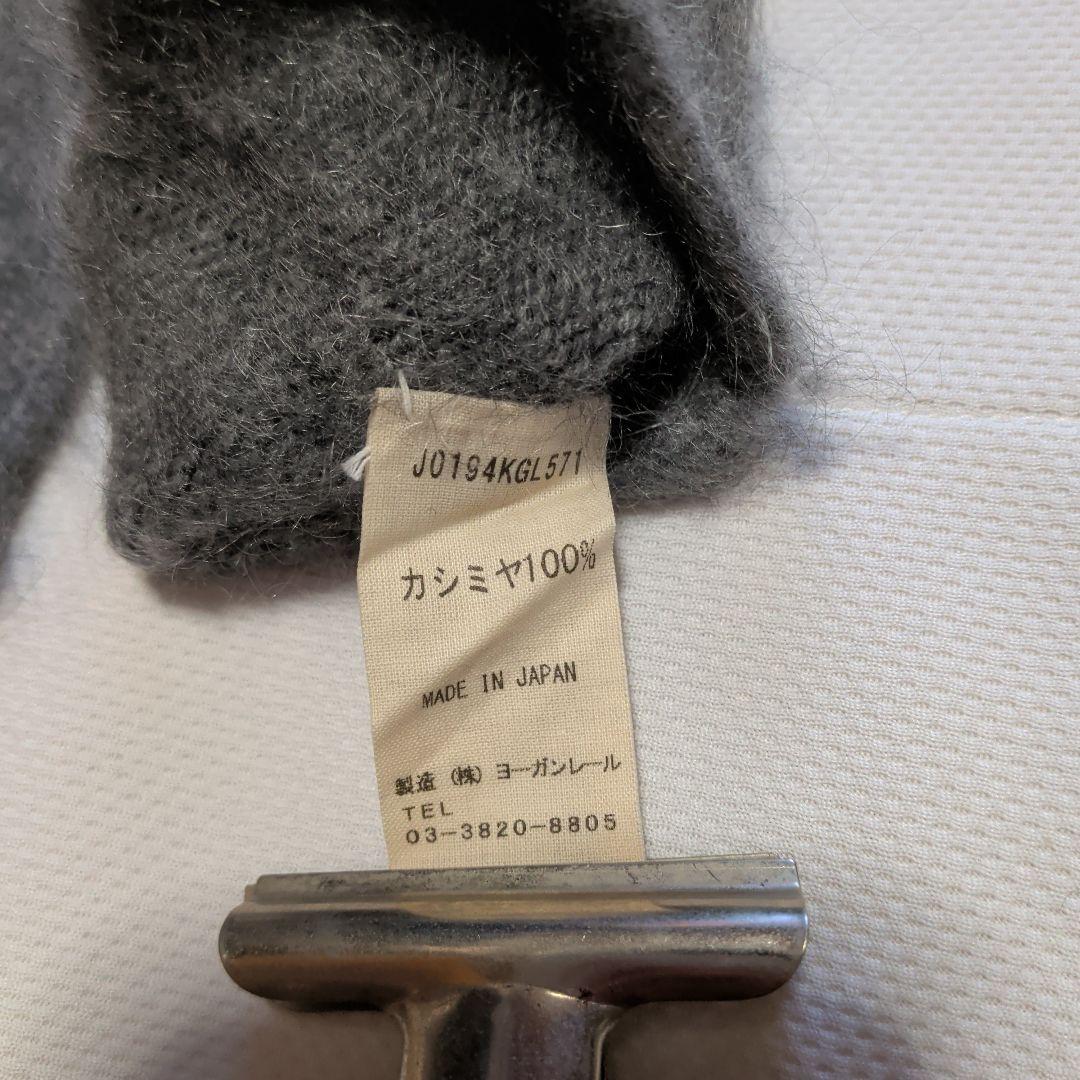 J0194KGL571
カシミヤ100%
MADE IN JAPAN
製造 (株) ヨーガンレール
TEL
03-3820-8805